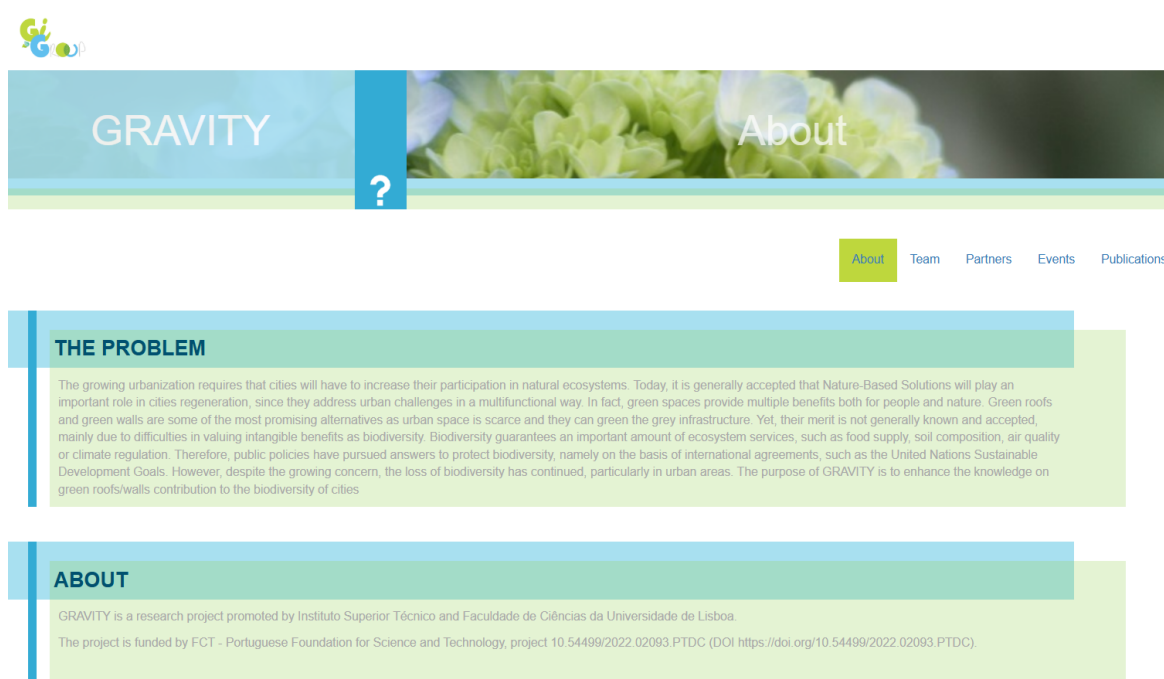 Gi
Group
GRAVITY
About
?
About Team Partners Events Publications
THE PROBLEM
The growing urbanization requires that cities will have to increase their participation in natural ecosystems. Today, it is generally accepted that Nature-Based Solutions will play an
important role in cities regeneration, since they address urban challenges in a multifunctional way. In fact, green spaces provide multiple benefits both for people and nature. Green roofs
and green walls are some of the most promising alternatives as urban space is scarce and they can green the grey infrastructure. Yet, their merit is not generally known and accepted,
mainly due to difficulties in valuing intangible benefits as biodiversity. Biodiversity guarantees an important amount of ecosystem services, such as food supply, soil composition, air quality
or climate regulation. Therefore, public policies have pursued answers to protect biodiversity, namely on the basis of international agreements, such as the United Nations Sustainable
Development Goals. However, despite the growing concern, the loss of biodiversity has continued, particularly in urban areas. The purpose of GRAVITY is to enhance the knowledge on
green roofs/walls contribution to the biodiversity of cities
ABOUT
GRAVITY is a research project promoted by Instituto Superior Técnico and Faculdade de Ciências da Universidade de Lisboa.
The project is funded by FCT - Portuguese Foundation for Science and Technology, project 10.54499/2022.02093.PTDC (DOI https://doi.org/10.54499/2022.02093.PTDC).